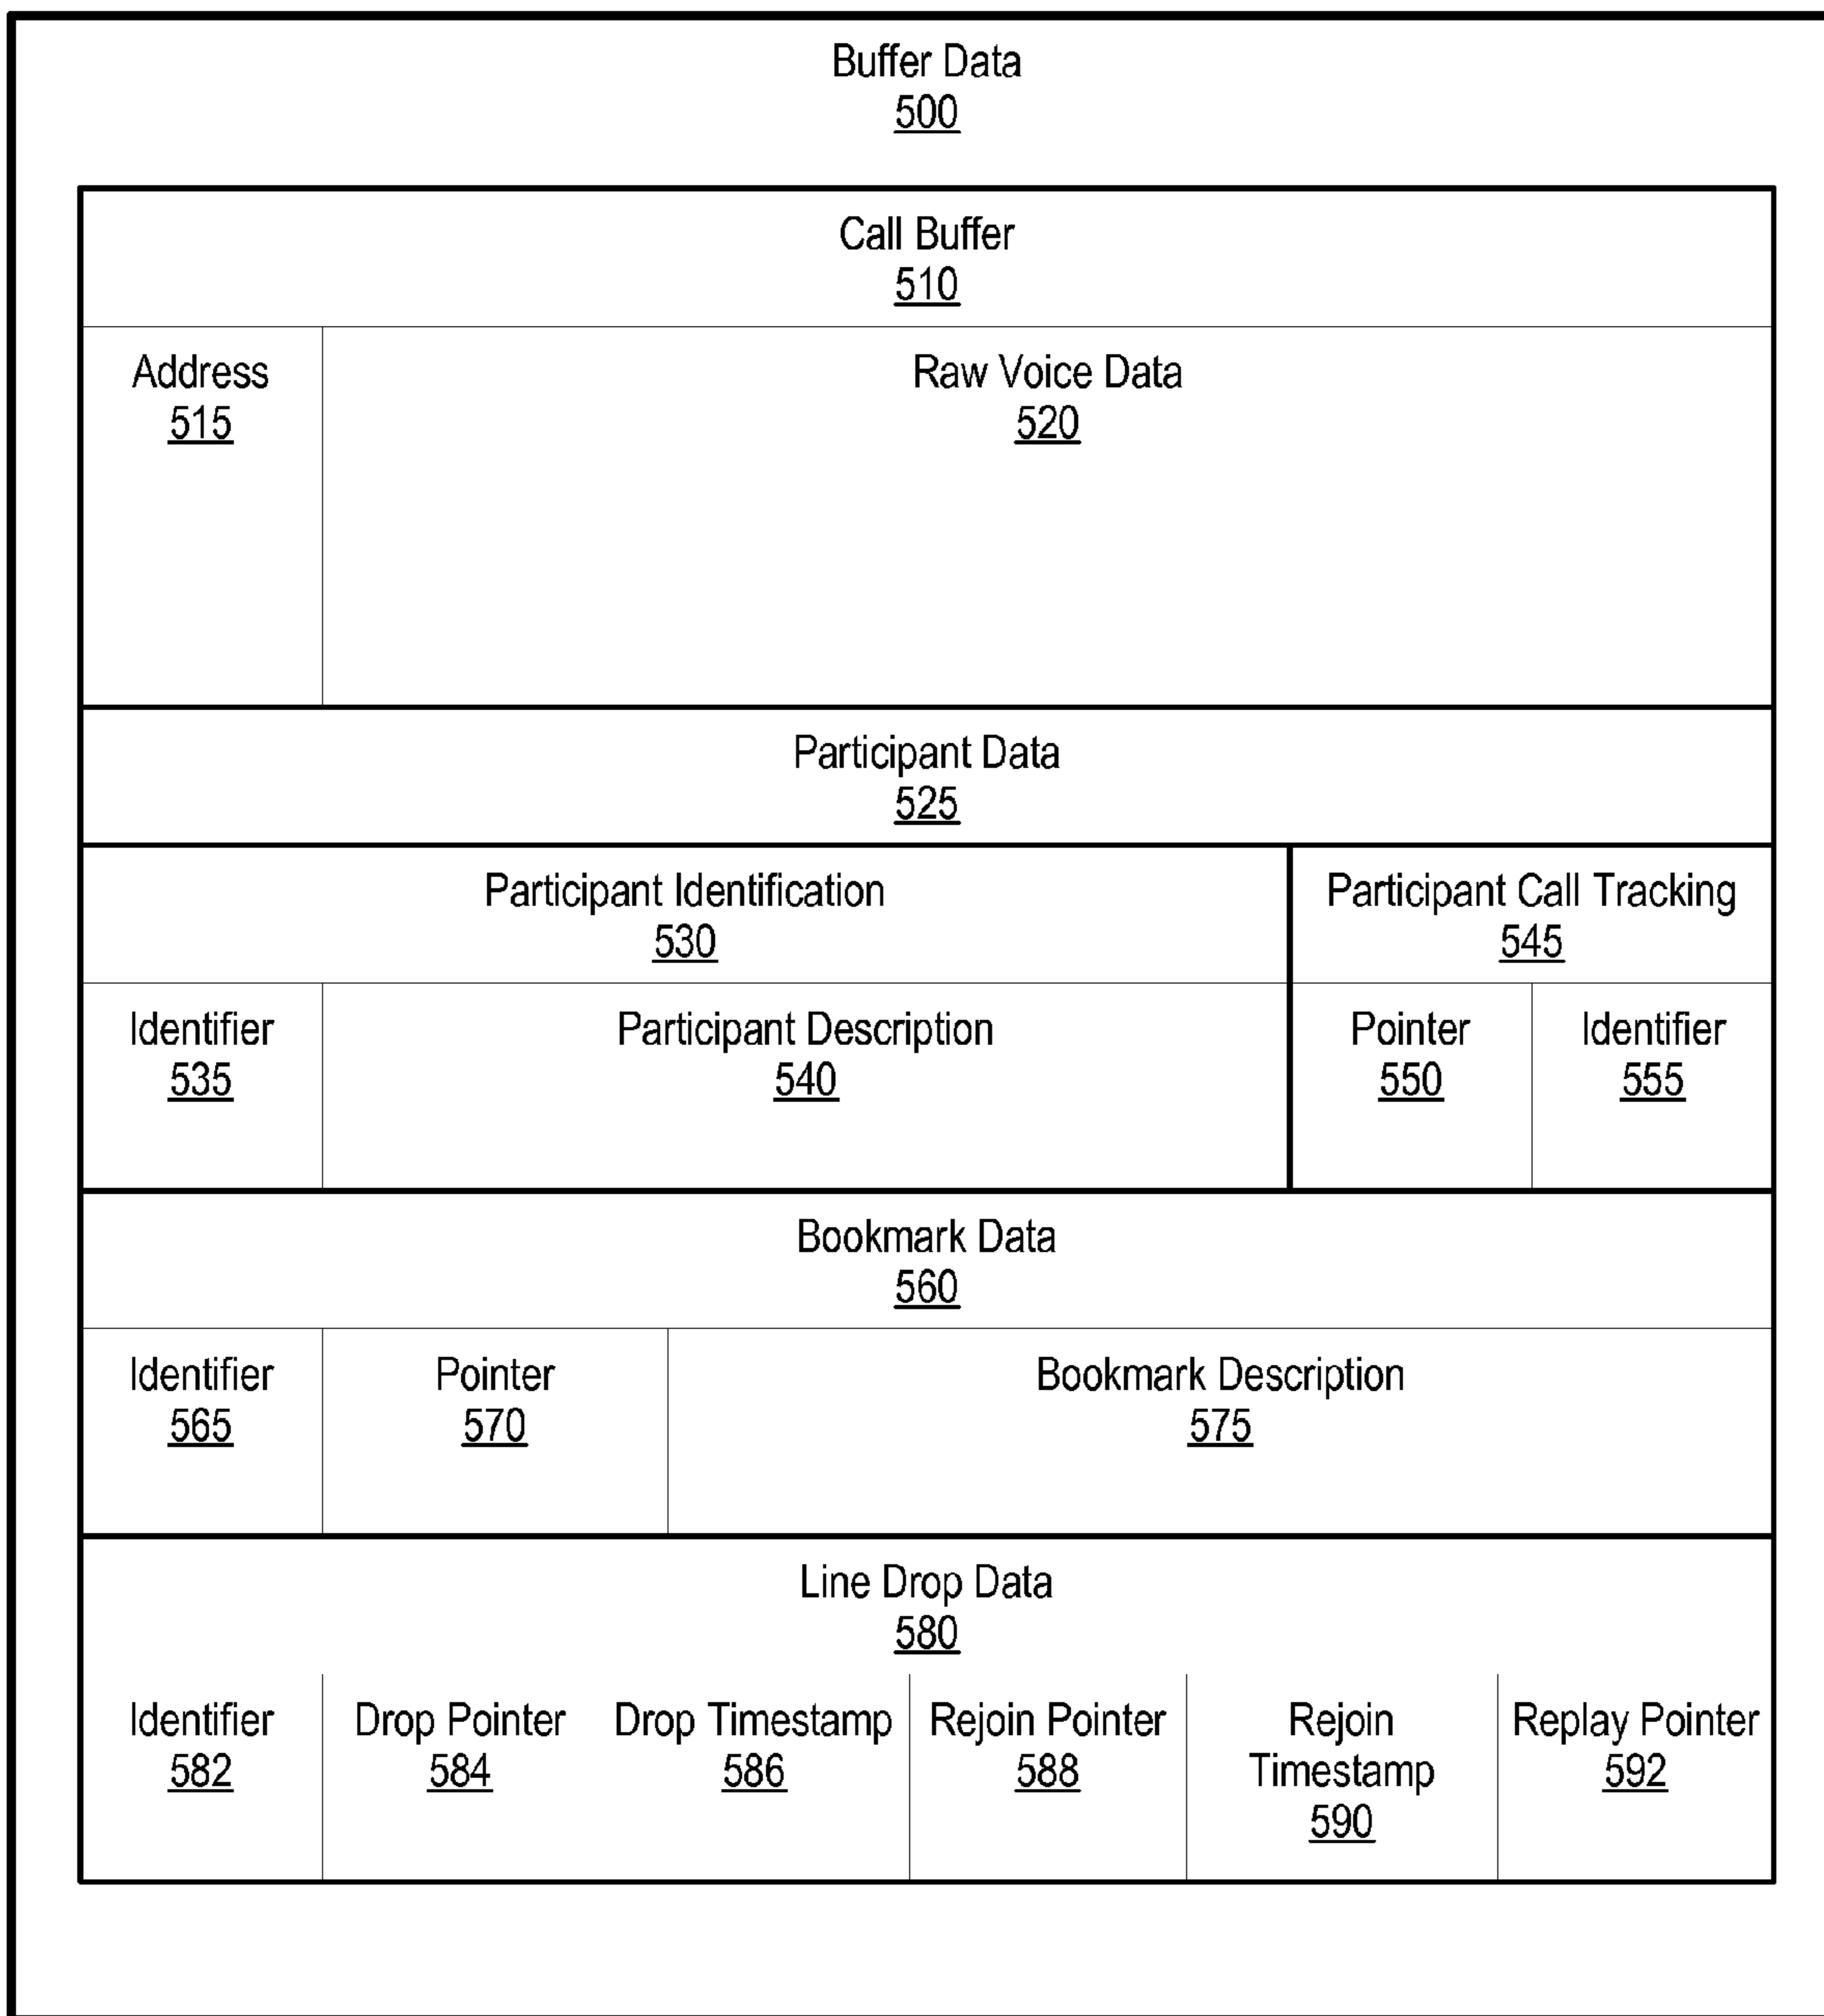 Buffer Data
500
Call Buffer
510
Address
515
Raw Voice Data
520
Participant Data
525
Participant Identification
530
Participant Call Tracking
545
Identifier
535
Participant Description
540
Pointer
550
Identifier
555
Bookmark Data
560
Identifier
565
Pointer
570
Bookmark Description
575
Line Drop Data
580
Identifier
582
Drop Pointer
584
Drop Timestamp
586
Rejoin Pointer
588
Rejoin
Timestamp
590
Replay Pointer
592